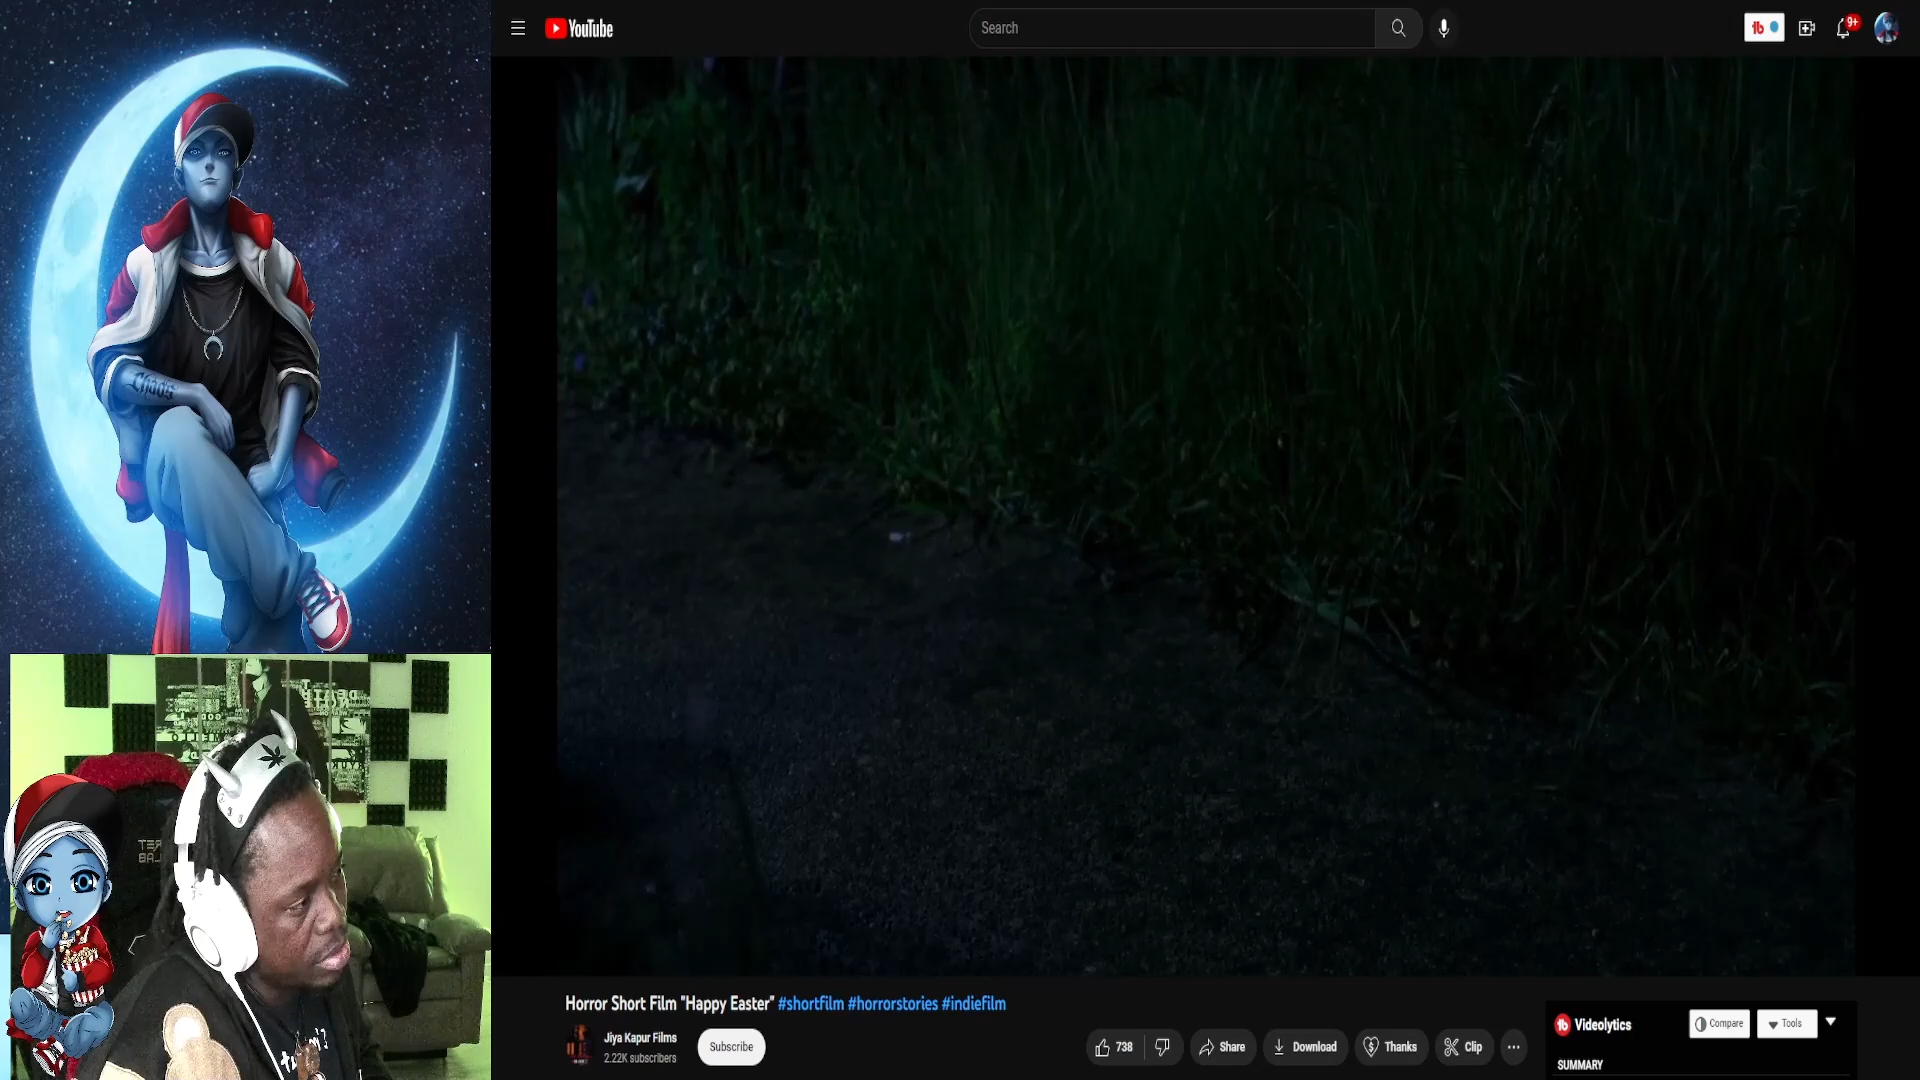 YouTube
Search
9+
Chaos
Horror Short Film "Happy Easter" #shortfilm #horrorstories #indiefilm
Jiya Kapur Films
2.22K subscribers
Subscribe
738
Share
Download
Thanks
Clip
Videolytics
Compare
Tools
SUMMARY